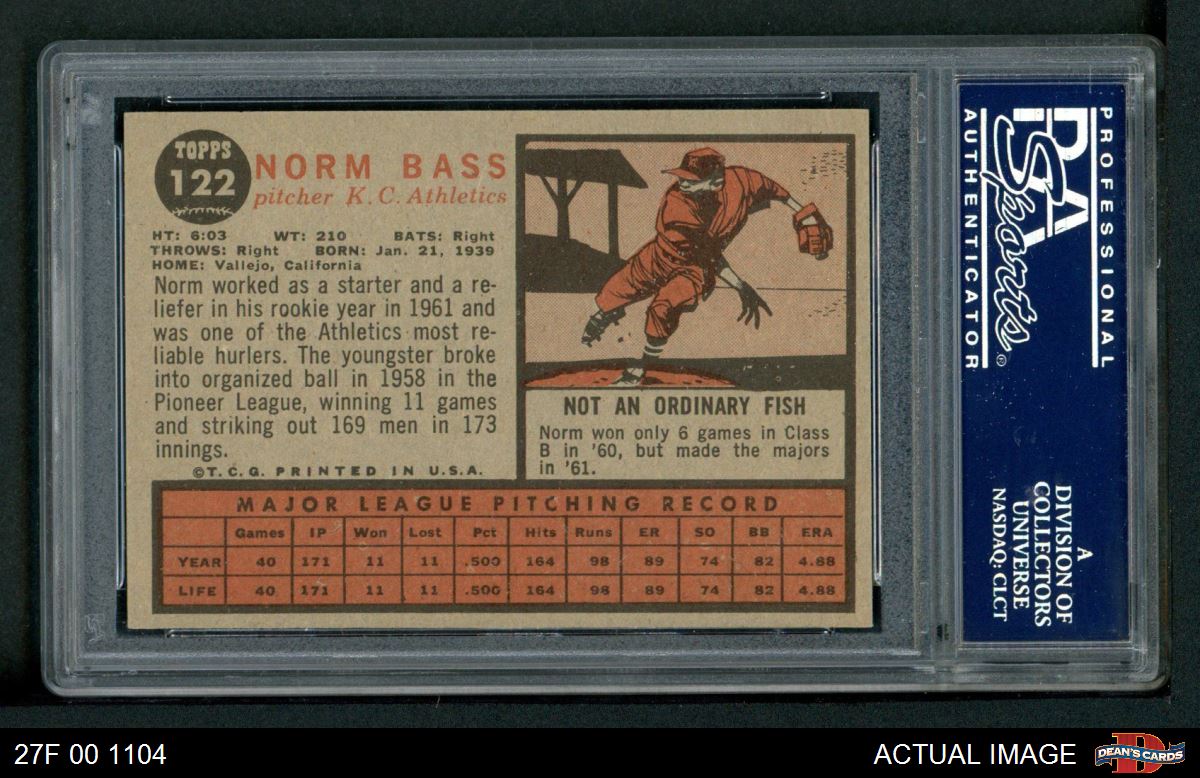 TOPPS
122
NORM BASS
pitcher K.C. Athletics
HT: 6:03 WT: 210 BATS: Right
THROWS: Right BORN: Jan. 21, 1939
HOME: Vallejo, California
Norm worked as a starter and a re-
liefer in his rookie year in 1961 and
was one of the Athletics most re-
liable hurlers. The youngster broke
into organized ball in 1958 in the
Pioneer League, winning 11 games
and striking out 169 men in 173
innings.
©T.C.G. PRINTED IN U.S.A.
NOT AN ORDINARY FISH
Norm won only 6 games in Class
B in '60, but made the majors
in '61.
MAJOR LEAGUE PITCHING RECORD
Games IP Won Lost Pct Hits Runs ER SO BB ERA
YEAR 40 171 11 11 .500 164 98 89 74 82 4.88
LIFE 40 171 11 11 .500 164 98 89 74 82 4.88
PROFESSIONAL
PSA
Sports®
AUTHENTICATOR
A
DIVISION OF
COLLECTORS
UNIVERSE
NASDAQ: CLCT
27F 00 1104
ACTUAL IMAGE
D
DEAN'S CARDS